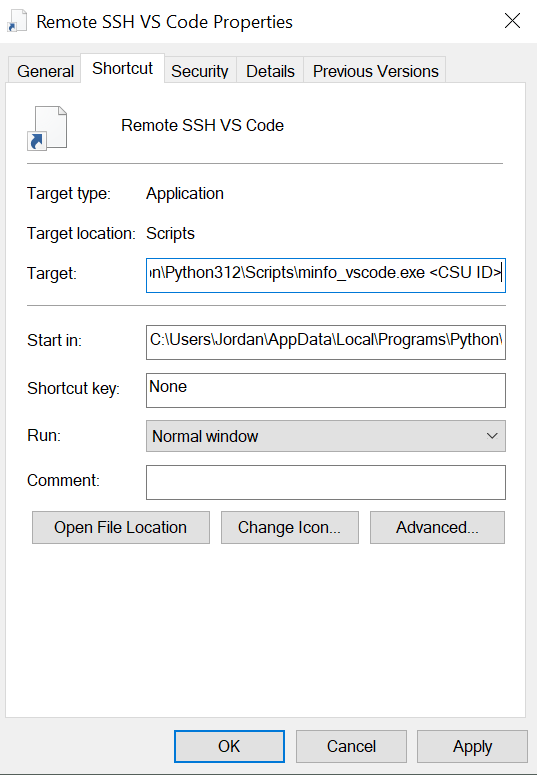 Remote SSH VS Code Properties
General Shortcut Security Details Previous Versions
Remote SSH VS Code
Target type: Application
Target location: Scripts
Target: on\Python312\Scripts\minfo_vscode.exe <CSU ID>
Start in: C:\Users\Jordan\AppData\Local\Programs\Python\
Shortcut key: None
Run: Normal window
Comment:
Open File Location Change Icon... Advanced...
OK Cancel Apply